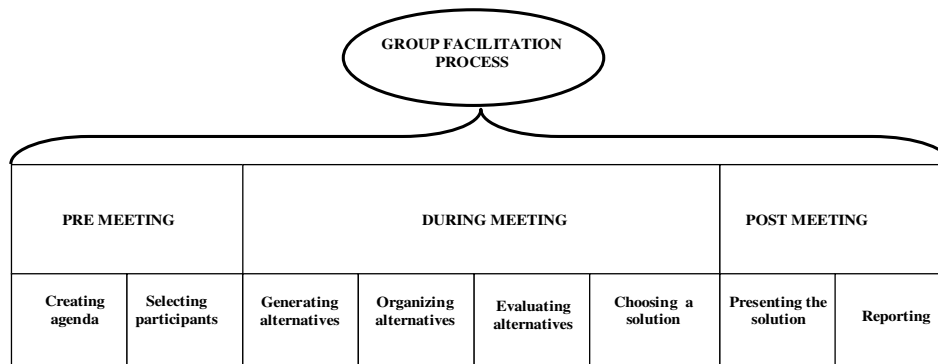 GROUP FACILITATION
PROCESS
PRE MEETING
DURING MEETING
POST MEETING
Creating
agenda
Selecting
participants
Generating
alternatives
Organizing
alternatives
Evaluating
alternatives
Choosing a
solution
Presenting the
solution
Reporting